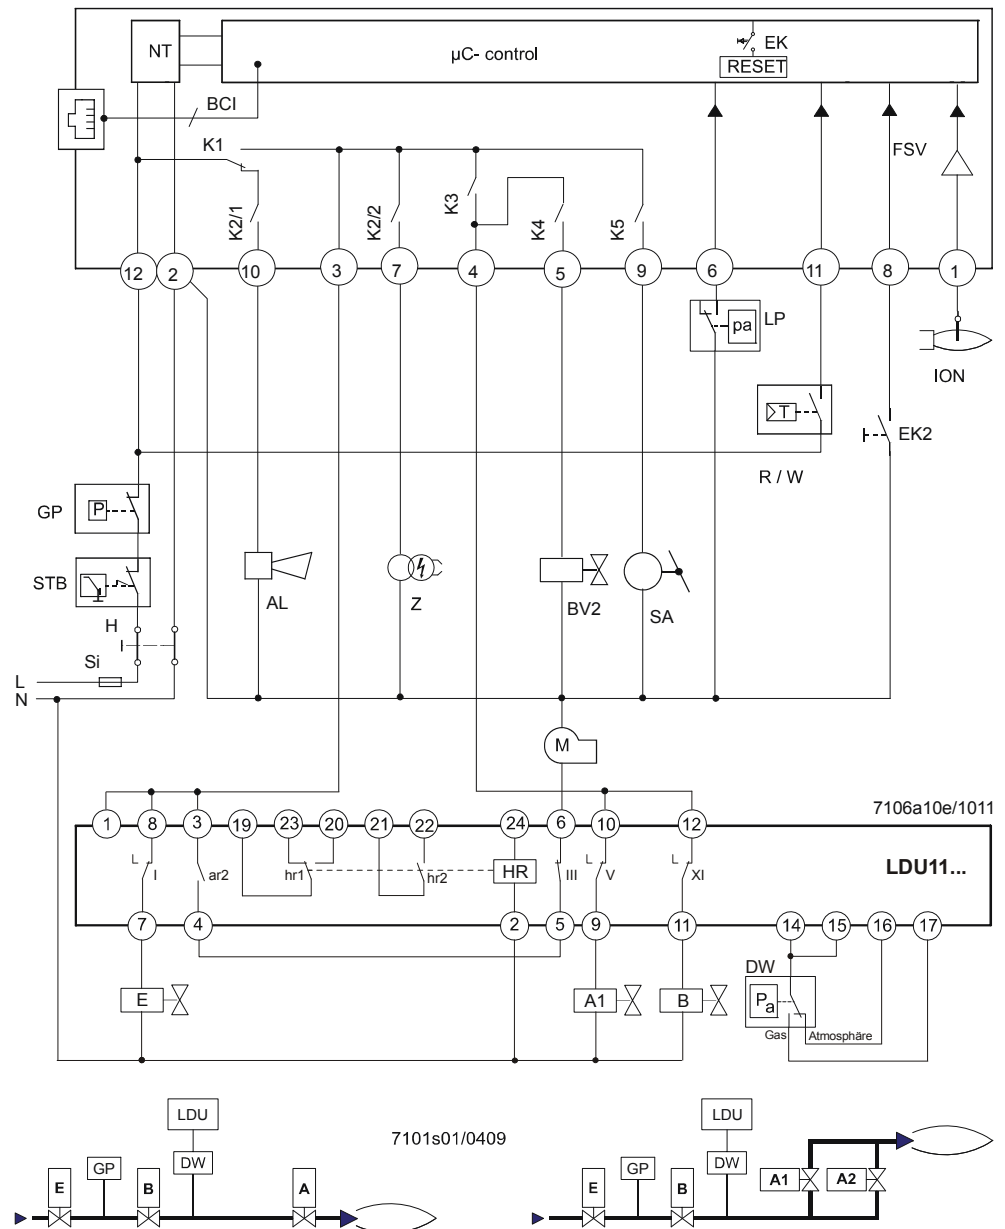 NT
µC- control
EK
RESET
BCI
K1
FSV
K2/1
K2/2
K3
K4
K5
12
2
10
3
7
4
5
9
6
11
8
1
pa
LP
ION
T
EK2
R / W
GP
P
STB
AL
Z
BV2
SA
H
Si
L
N
M
7106a10e/1011
1
8
3
19
23
20
21
22
24
6
10
12
LDU11...
L
I
ar2
hr1
hr2
HR
III
L
V
L
XI
7
4
2
5
9
11
14
15
16
17
DW
E
A1
B
Pa
Gas
Atmosphäre
LDU
7101s01/0409
LDU
E
GP
B
DW
A
E
GP
B
DW
A1
A2